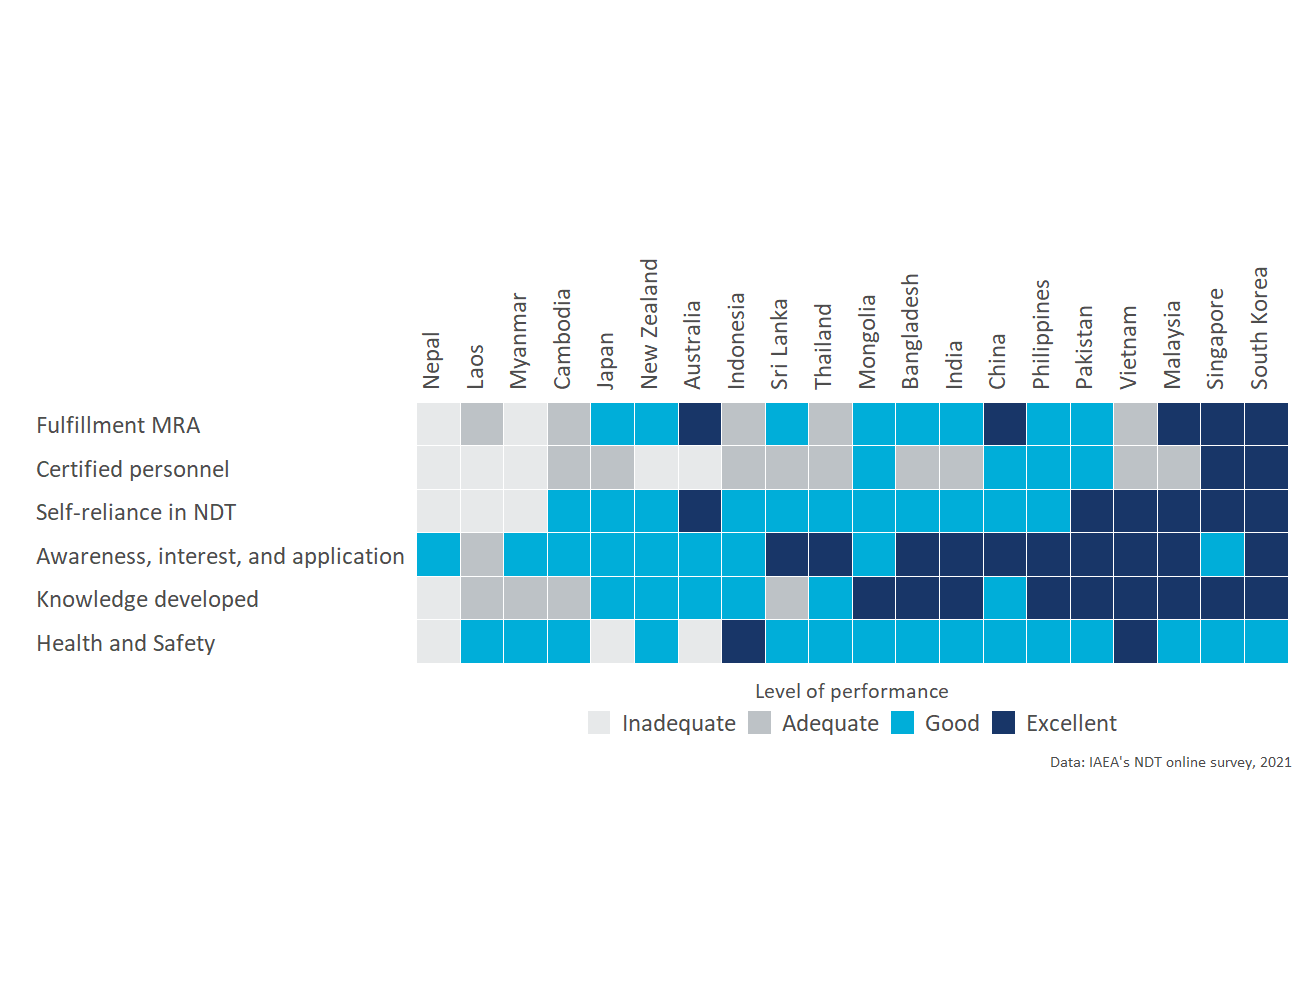 Nepal
Laos
Myanmar
Cambodia
Japan
New Zealand
Australia
Indonesia
Sri Lanka
Thailand
Mongolia
Bangladesh
India
China
Philippines
Pakistan
Vietnam
Malaysia
Singapore
South Korea
Fulfillment MRA
Certified personnel
Self-reliance in NDT
Awareness, interest, and application
Knowledge developed
Health and Safety
Level of performance
Inadequate Adequate Good Excellent
Data: IAEA's NDT online survey, 2021